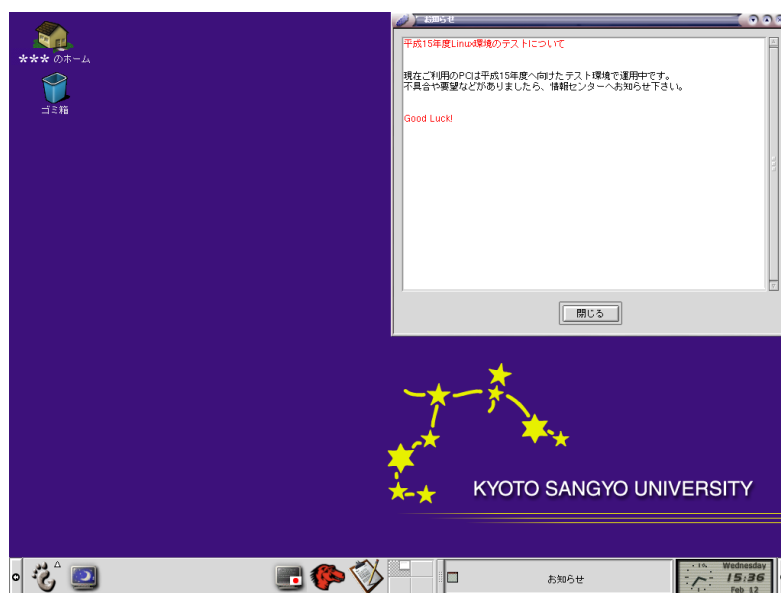 *** のホーム
ゴミ箱
お知らせ
平成15年度Linux環境のテストについて
現在ご利用のPCは平成15年度へ向けたテスト環境で運用中です。
不具合や要望などがありましたら、情報センターへお知らせ下さい。
Good Luck!
閉じる
KYOTO SANGYO UNIVERSITY
お知らせ
Wednesday
15:36
Feb 12